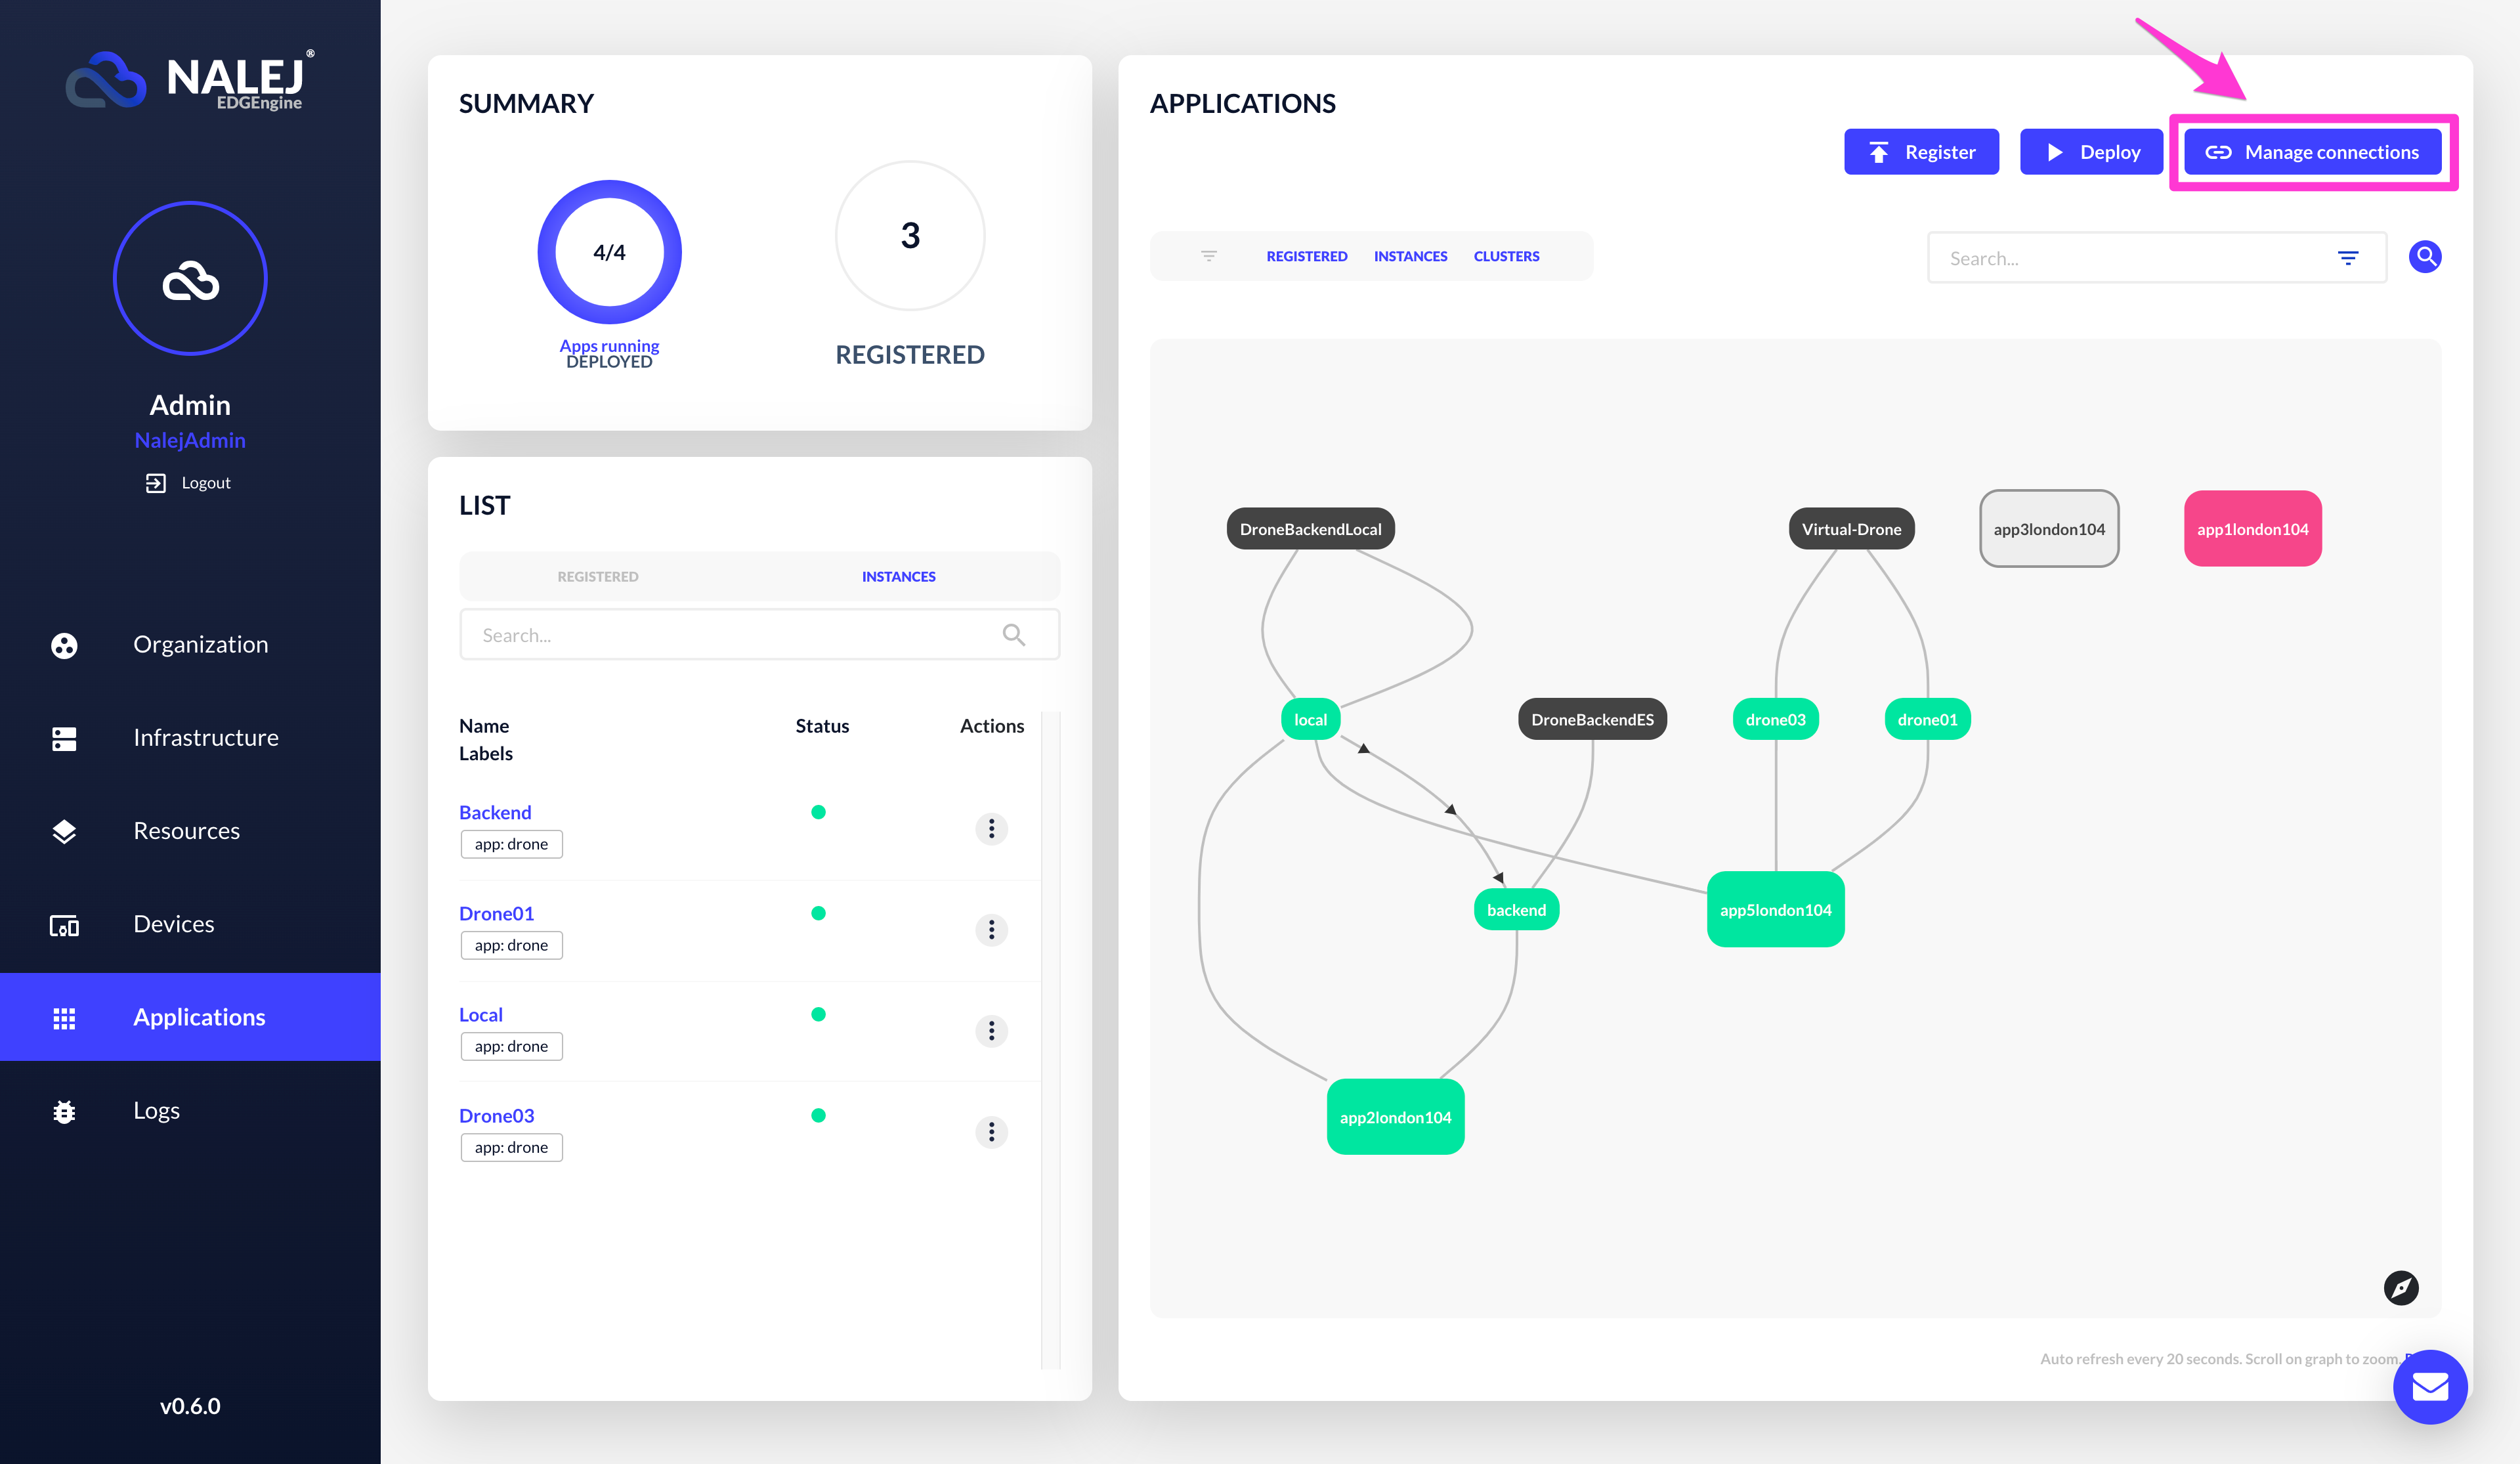 NALEJ®
EDGEngine
Admin
NalejAdmin
Logout
Organization
Infrastructure
Resources
Devices
Applications
Logs
v0.6.0
SUMMARY
4/4
Apps running
DEPLOYED
3
REGISTERED
LIST
REGISTERED INSTANCES
Search...
Name Status Actions
Labels
Backend
app: drone
Drone01
app: drone
Local
app: drone
Drone03
app: drone
APPLICATIONS
Register Deploy Manage connections
REGISTERED INSTANCES CLUSTERS
Search...
DroneBackendLocal Virtual-Drone app3london104 app1london104
local DroneBackendES drone03 drone01
backend app5london104
app2london104
Auto refresh every 20 seconds. Scroll on graph to zoom.